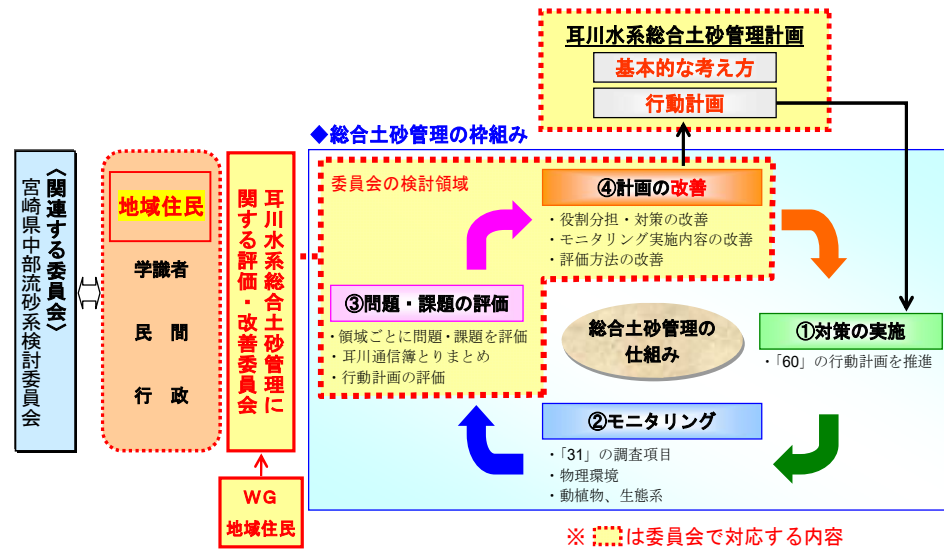 耳川水系総合土砂管理計画
基本的な考え方
行動計画
◆総合土砂管理の枠組み
〈関連する委員会〉
宮崎県中部流砂系検討委員会
地域住民
学識者
民 間
行 政
耳川水系総合土砂管理に
関する評価・改善委員会
WG
地域住民
委員会の検討領域
④計画の改善
・役割分担・対策の改善
・モニタリング実施内容の改善
・評価方法の改善
③問題・課題の評価
・領域ごとに問題・課題を評価
・耳川通信簿とりまとめ
・行動計画の評価
総合土砂管理の
仕組み
①対策の実施
・「60」の行動計画を推進
②モニタリング
・「31」の調査項目
・物理環境
・動植物、生態系
※ は委員会で対応する内容